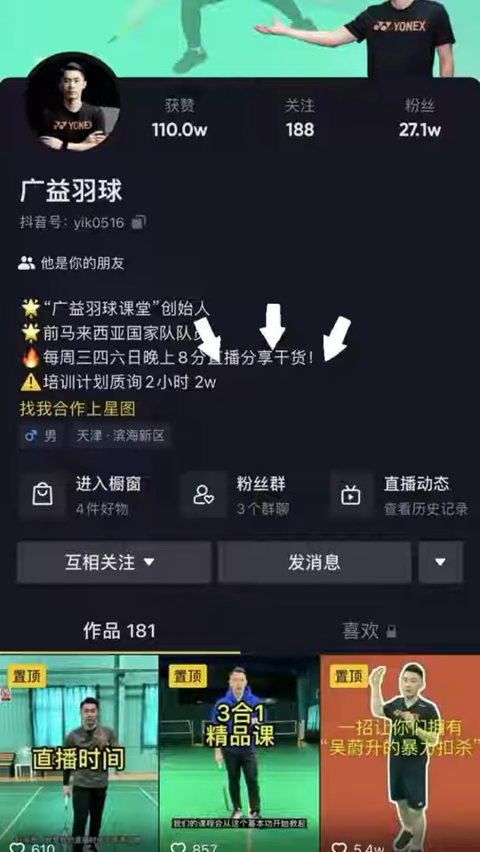 YONEX
获赞 关注 粉丝
110.0w 188 27.1w
YONEX
广益羽球
抖音号：yik0516
他是你的朋友
🌟“广益羽球课堂”创始人
🌟前马来西亚国家队队员
🔥每周三四六日晚上8分直播分享干货！
⚠️培训计划质询2小时 2w
找我合作上星图
♂ 男 天津·滨海新区
进入橱窗 粉丝群 直播动态
4件好物 3个群聊 查看历史记录
互相关注 发消息
作品 181 喜欢
置顶 置顶 置顶
3合1
精品课
直播时间
一招让你们拥有
“吴蔚升的暴力扣杀”
我们的课程会从这个基本功开始教起
610 857 5.4w